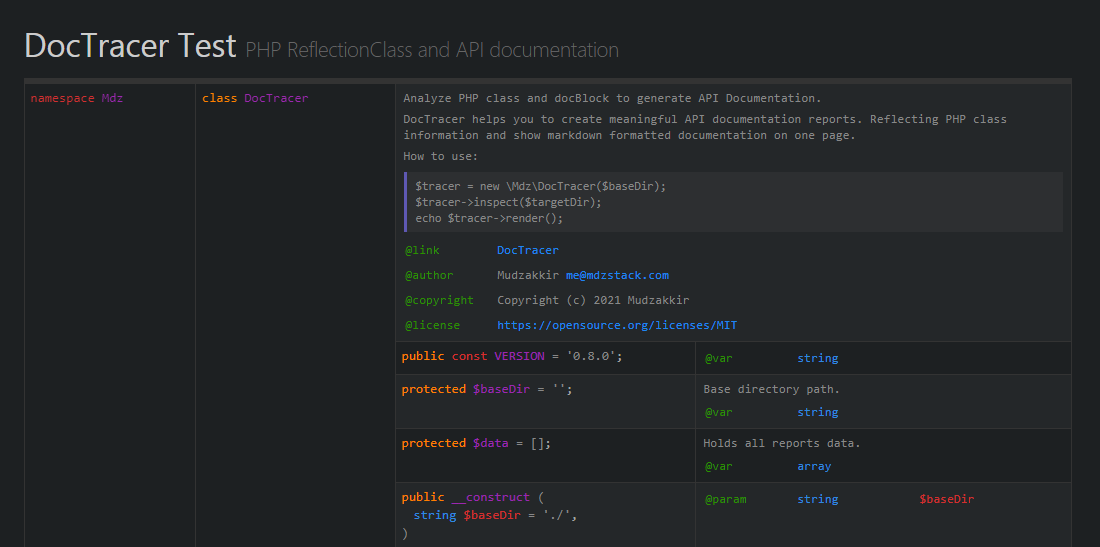 DocTracer Test PHP ReflectionClass and API documentation
namespace Mdz
class DocTracer
Analyze PHP class and docBlock to generate API Documentation.
DocTracer helps you to create meaningful API documentation reports. Reflecting PHP class
information and show markdown formatted documentation on one page.
How to use:
$tracer = new \Mdz\DocTracer($baseDir);
$tracer->inspect($targetDir);
echo $tracer->render();
@link DocTracer
@author Mudzakkir me@mdzstack.com
@copyright Copyright (c) 2021 Mudzakkir
@license https://opensource.org/licenses/MIT
public const VERSION = '0.8.0';
@var string
protected $baseDir = '';
Base directory path.
@var string
protected $data = [];
Holds all reports data.
@var array
public __construct (
string $baseDir = './',
)
@param string $baseDir